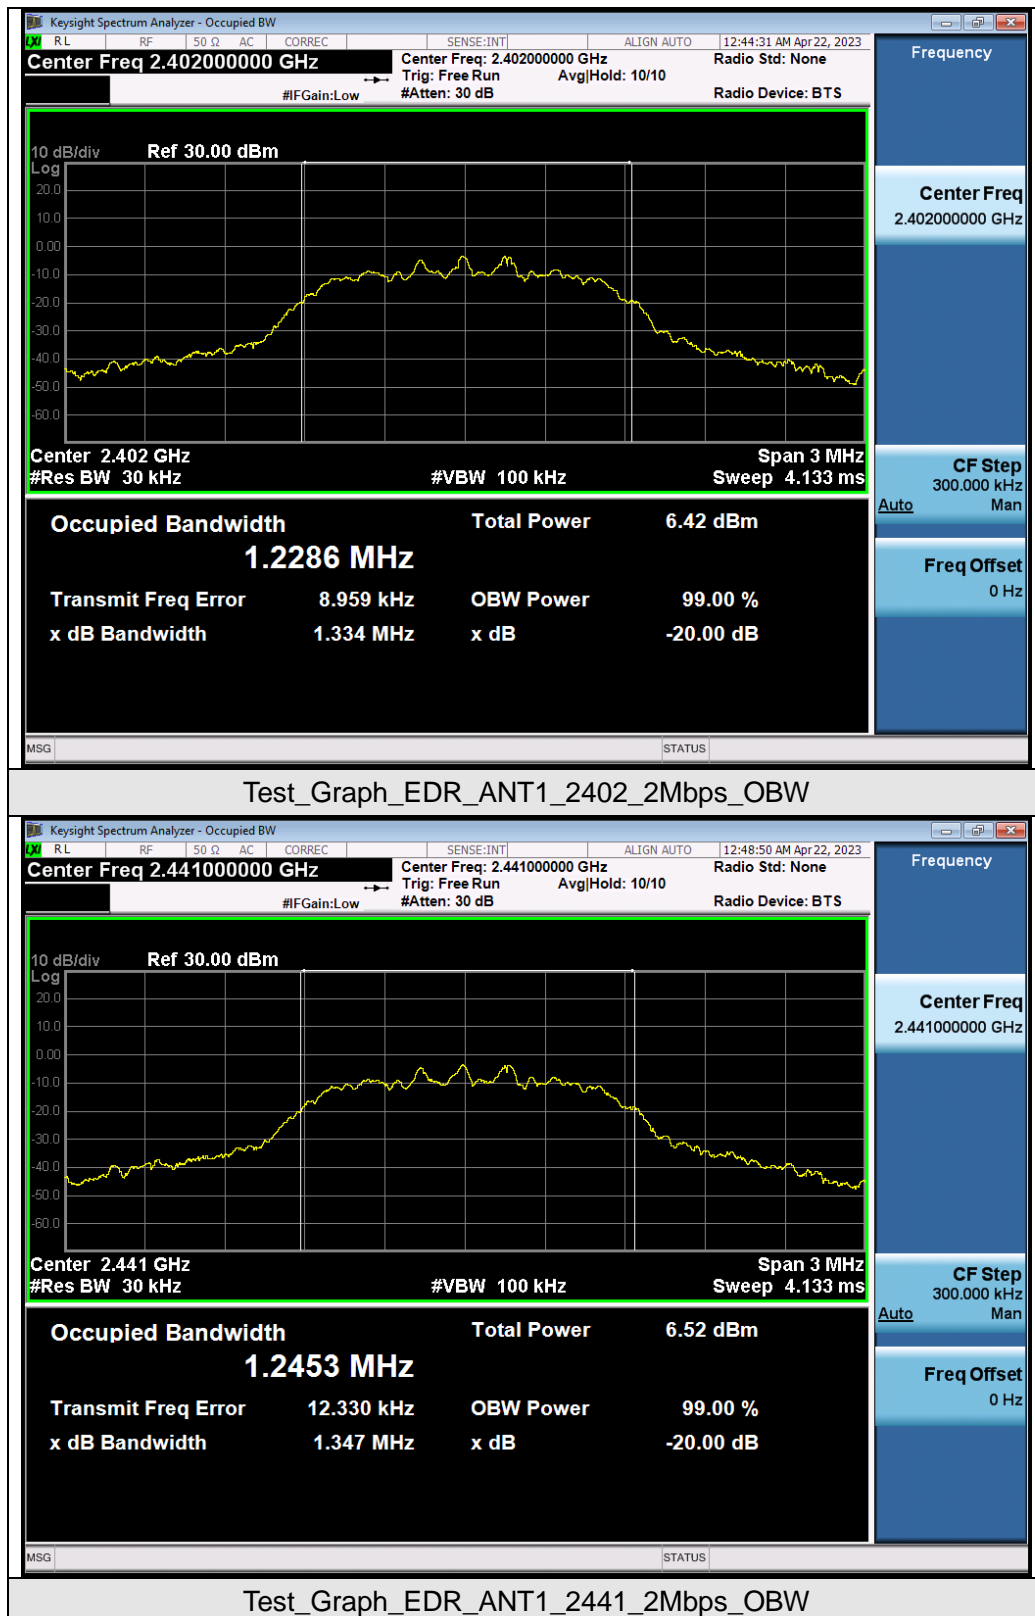 Keysight Spectrum Analyzer - Occupied BW
LXI RL RF 50 Ω AC CORREC SENSE:INT ALIGN AUTO 12:44:31 AM Apr 22, 2023
Center Freq 2.402000000 GHz
Center Freq: 2.402000000 GHz Radio Std: None
Trig: Free Run Avg|Hold: 10/10
#IFGain:Low #Atten: 30 dB Radio Device: BTS
Frequency
10 dB/div Ref 30.00 dBm
Log
20.0
10.0
0.00
-10.0
-20.0
-30.0
-40.0
-50.0
-60.0
Center 2.402 GHz Span 3 MHz
#Res BW 30 kHz #VBW 100 kHz Sweep 4.133 ms
Center Freq
2.402000000 GHz
CF Step
300.000 kHz
Auto Man
Freq Offset
0 Hz
Occupied Bandwidth Total Power 6.42 dBm
1.2286 MHz
Transmit Freq Error 8.959 kHz OBW Power 99.00 %
x dB Bandwidth 1.334 MHz x dB -20.00 dB
MSG STATUS
Test_Graph_EDR_ANT1_2402_2Mbps_OBW
Keysight Spectrum Analyzer - Occupied BW
LXI RL RF 50 Ω AC CORREC SENSE:INT ALIGN AUTO 12:48:50 AM Apr 22, 2023
Center Freq 2.441000000 GHz
Center Freq: 2.441000000 GHz Radio Std: None
Trig: Free Run Avg|Hold: 10/10
#IFGain:Low #Atten: 30 dB Radio Device: BTS
Frequency
10 dB/div Ref 30.00 dBm
Log
20.0
10.0
0.00
-10.0
-20.0
-30.0
-40.0
-50.0
-60.0
Center 2.441 GHz Span 3 MHz
#Res BW 30 kHz #VBW 100 kHz Sweep 4.133 ms
Center Freq
2.441000000 GHz
CF Step
300.000 kHz
Auto Man
Freq Offset
0 Hz
Occupied Bandwidth Total Power 6.52 dBm
1.2453 MHz
Transmit Freq Error 12.330 kHz OBW Power 99.00 %
x dB Bandwidth 1.347 MHz x dB -20.00 dB
MSG STATUS
Test_Graph_EDR_ANT1_2441_2Mbps_OBW